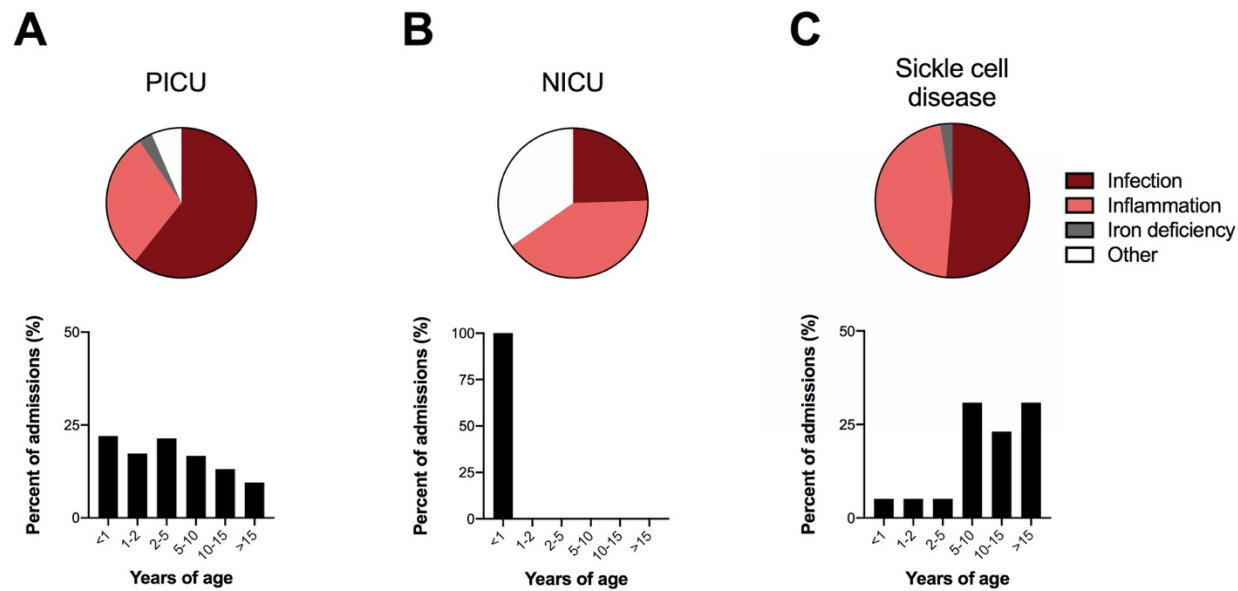 A
B
C
PICU
NICU
Sickle cell
disease
Infection
Inflammation
Iron deficiency
Other
Percent of admissions (%)
50
25
0
<1
1-2
2-5
5-10
10-15
>15
Years of age
Percent of admissions (%)
100
75
50
25
0
<1
1-2
2-5
5-10
10-15
>15
Years of age
Percent of admissions (%)
50
25
0
<1
1-2
2-5
5-10
10-15
>15
Years of age